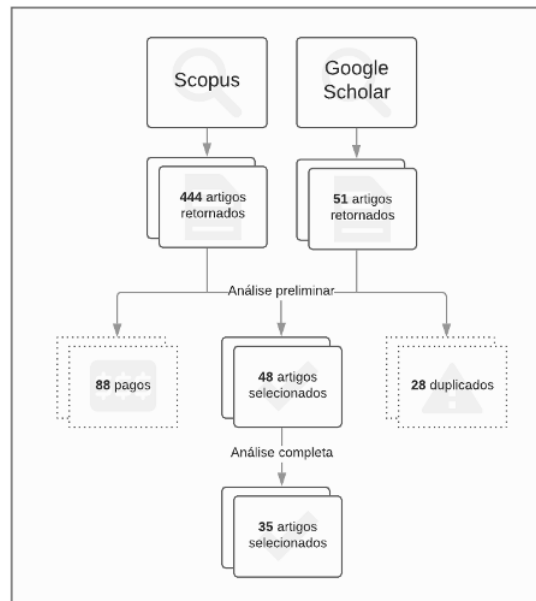 Scopus
Google
Scholar
444 artigos
retornados
51 artigos
retornados
Análise preliminar
88 pagos
48 artigos
selecionados
28 duplicados
Análise completa
35 artigos
selecionados